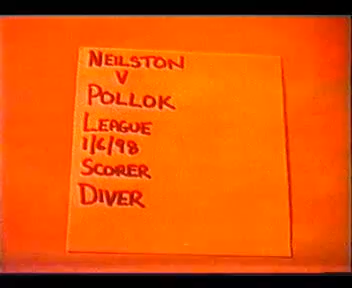 NEILSTON
V
POLLOK
LEAGUE
1/6/98
SCORER
DIVER